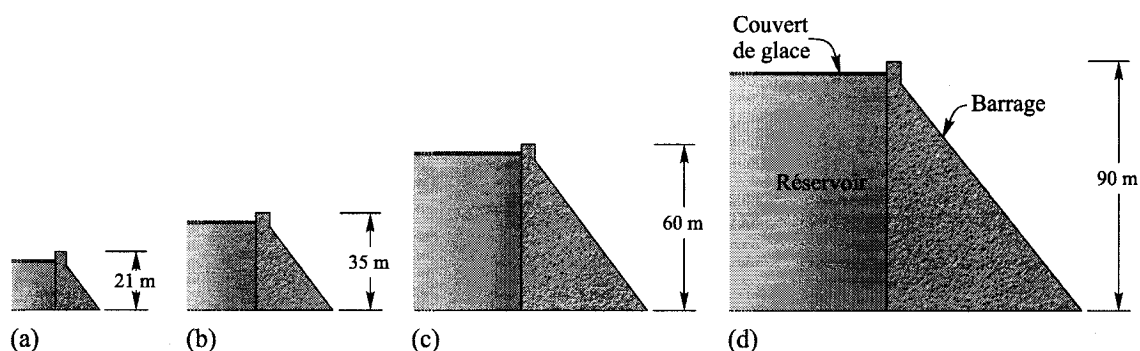 Couvert
de glace
Barrage
Réservoir
21 m
35 m
60 m
90 m
(a)
(b)
(c)
(d)